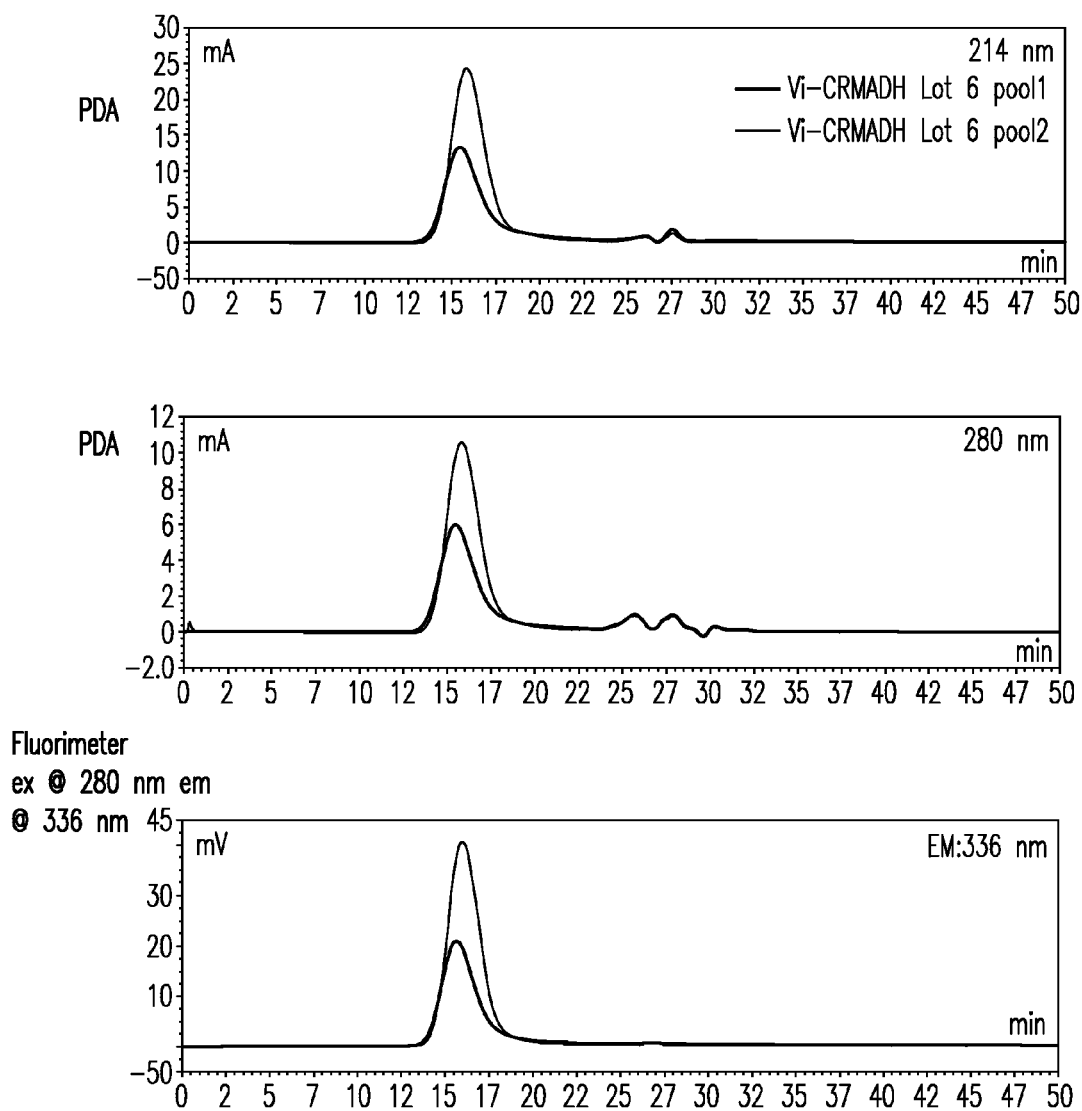 30
mA
214 nm
25
Vi-CRMADH Lot 6 pool1
PDA
20
Vi-CRMADH Lot 6 pool2
15
10
5
0
min
-50
0 2 5 7 10 12 15 17 20 22 25 27 30 32 35 37 40 42 45 47 50
12
PDA
mA
280 nm
10
8
6
4
2
0
min
-2.0
0 2 5 7 10 12 15 17 20 22 25 27 30 32 35 37 40 42 45 47 50
Fluorimeter
ex @ 280 nm em
@ 336 nm
45
mV
EM:336 nm
30
20
10
min
-50
0 2 5 7 10 12 15 17 20 22 25 27 30 32 35 37 40 42 45 47 50